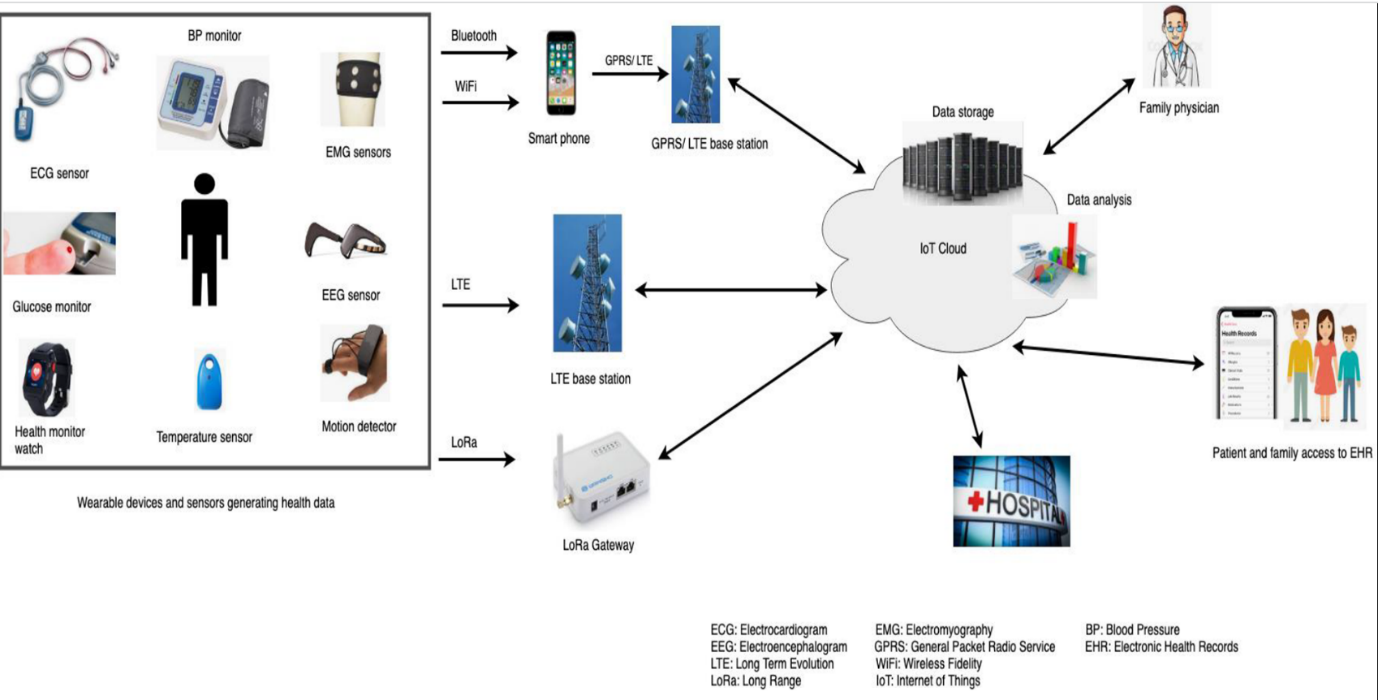 BP monitor
ECG sensor
EMG sensors
Glucose monitor
EEG sensor
Health monitor
watch
Temperature sensor
Motion detector
Wearable devices and sensors generating health data
Bluetooth
WiFi
Smart phone
GPRS/ LTE
GPRS/ LTE base station
LTE
LTE base station
LoRa
LoRa Gateway
Data storage
Data analysis
IoT Cloud
Family physician
Health Records
Patient and family access to EHR
HOSPITAL
ECG: Electrocardiogram
EEG: Electroencephalogram
LTE: Long Term Evolution
LoRa: Long Range
EMG: Electromyography
GPRS: General Packet Radio Service
WiFi: Wireless Fidelity
IoT: Internet of Things
BP: Blood Pressure
EHR: Electronic Health Records